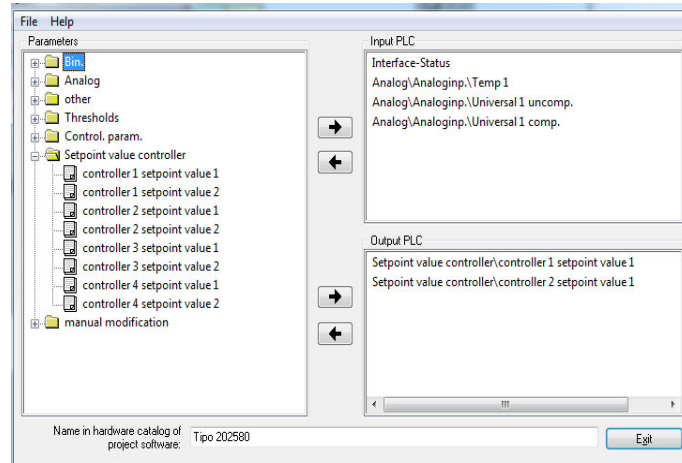 File Help
Parameters
Bin.
Analog
other
Thresholds
Control. param.
Setpoint value controller
controller 1 setpoint value 1
controller 1 setpoint value 2
controller 2 setpoint value 1
controller 2 setpoint value 2
controller 3 setpoint value 1
controller 3 setpoint value 2
controller 4 setpoint value 1
controller 4 setpoint value 2
manual modification
Input PLC
Interface-Status
Analog\Analoginp.\Temp 1
Analog\Analoginp.\Universal 1 uncomp.
Analog\Analoginp.\Universal 1 comp.
Output PLC
Setpoint value controller\controller 1 setpoint value 1
Setpoint value controller\controller 2 setpoint value 1
Name in hardware catalog of
project software:
Tipo 202580
Exit